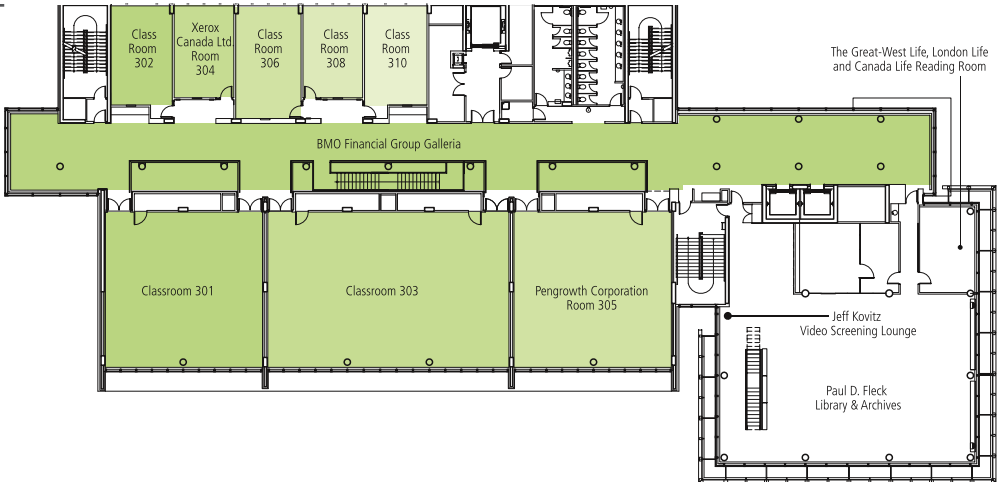 Class
Room
302
Xerox
Canada Ltd.
Room
304
Class
Room
306
Class
Room
308
Class
Room
310
The Great-West Life, London Life
and Canada Life Reading Room
BMO Financial Group Galleria
Classroom 301
Classroom 303
Pengrowth Corporation
Room 305
Jeff Kovitz
Video Screening Lounge
Paul D. Fleck
Library & Archives